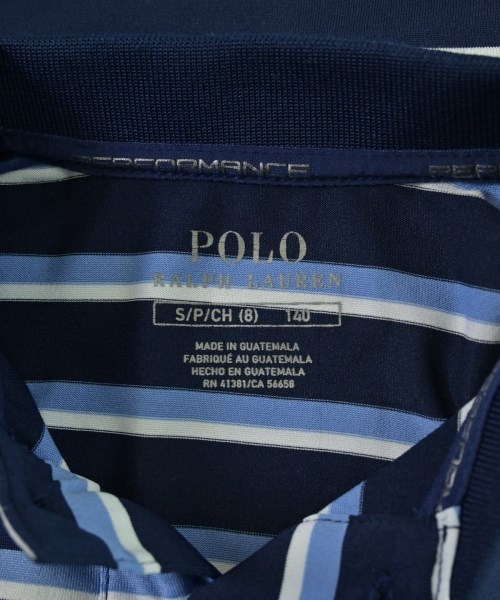 PERFORMANCE
POLO
RALPH LAUREN
S/P/CH (8) 140
MADE IN GUATEMALA
FABRIQUÉ AU GUATEMALA
HECHO EN GUATEMALA
RN 41381/CA 56658